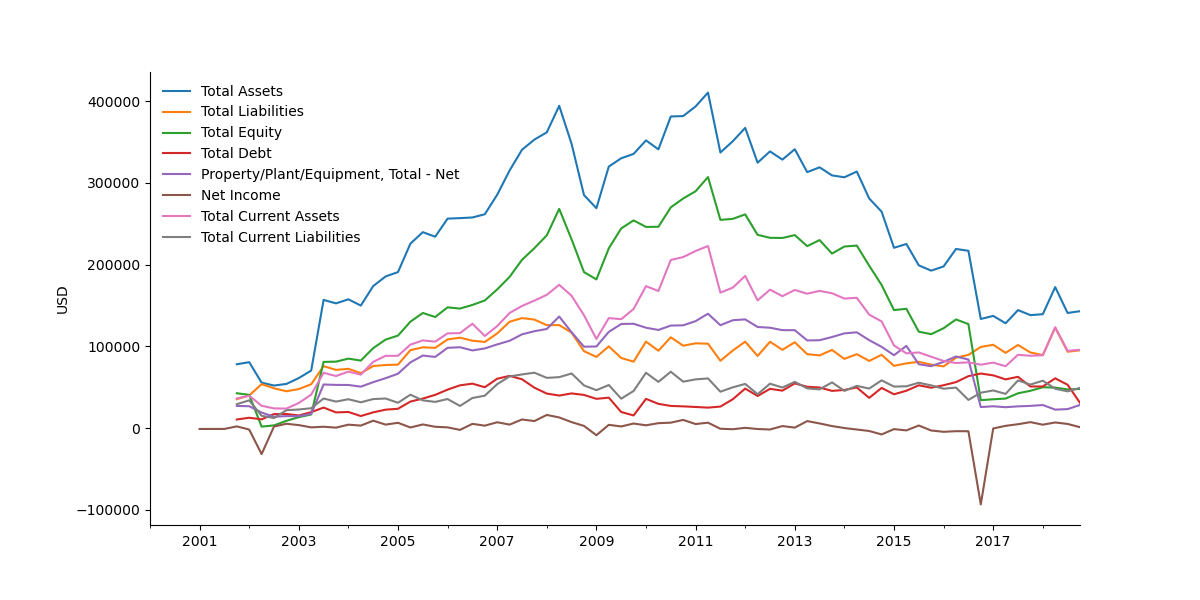 Total Assets
Total Liabilities
Total Equity
Total Debt
Property/Plant/Equipment, Total - Net
Net Income
Total Current Assets
Total Current Liabilities
USD
400000
300000
200000
100000
0
−100000
2001 2003 2005 2007 2009 2011 2013 2015 2017